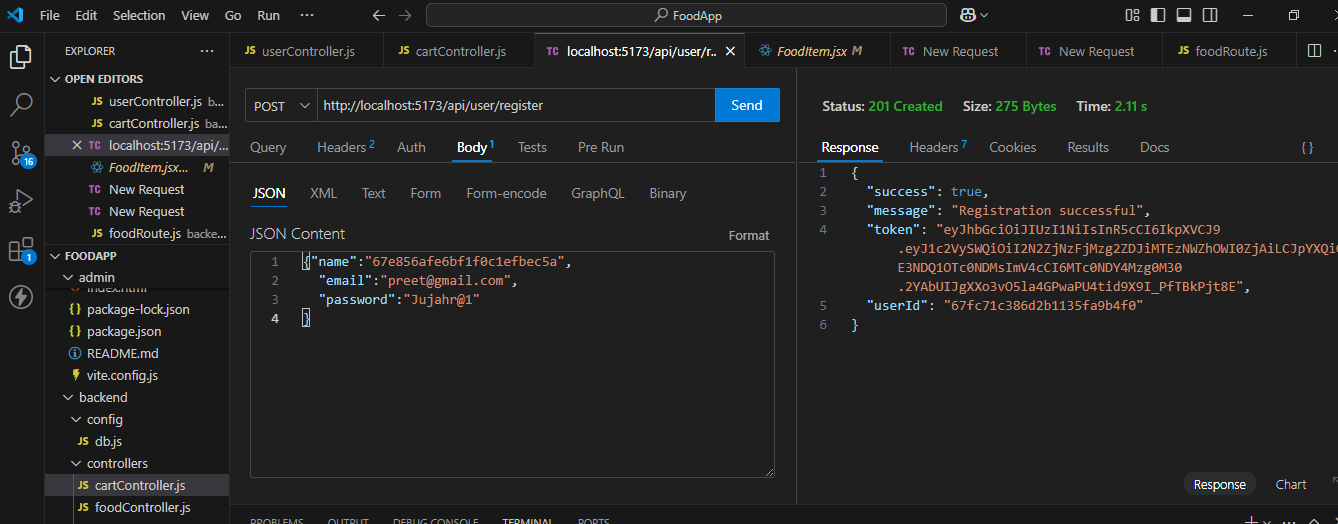 File Edit Selection View Go Run ··· FoodApp
EXPLORER ···
OPEN EDITORS
JS userController.js b...
JS cartController.js ba...
TC localhost:5173/api/...
FoodItem.jsx... M
TC New Request
TC New Request
JS foodRoute.js backe...
FOODAPP
admin
index.html
{} package-lock.json
{} package.json
README.md
vite.config.js
backend
config
JS db.js
controllers
JS cartController.js
JS foodController.js
16
1
JS userController.js JS cartController.js TC localhost:5173/api/user/r... FoodItem.jsx M TC New Request TC New Request JS foodRoute.js
POST http://localhost:5173/api/user/register Send
Query Headers 2 Auth Body 1 Tests Pre Run
JSON XML Text Form Form-encode GraphQL Binary
JSON Content Format
1 {"name":"67e856afe6bf1f0c1efbec5a",
2 "email":"preet@gmail.com",
3 "password":"Jujahr@1"
4 }
Status: 201 Created Size: 275 Bytes Time: 2.11 s
Response Headers 7 Cookies Results Docs {}
1 {
2 "success": true,
3 "message": "Registration successful",
4 "token": "eyJhbGciOiJIUzI1NiIsInR5cCI6IkpXVCJ9
.eyJ1c2VySWQiOiI2N2ZjNzFjMzg2ZDJiMTEzNWZhOWI0ZjAiLCJpYXQiO
E3NDQ1OTc0NDMsImV4cCI6MTc0NDY4Mzg0M30
.2YAbUIJgXXo3vO5la4GPwaPU4tid9X9I_PfTBkPjt8E",
5 "userId": "67fc71c386d2b1135fa9b4f0"
6 }
Response Chart
PROBLEMS OUTPUT DEBUG CONSOLE TERMINAL PORTS